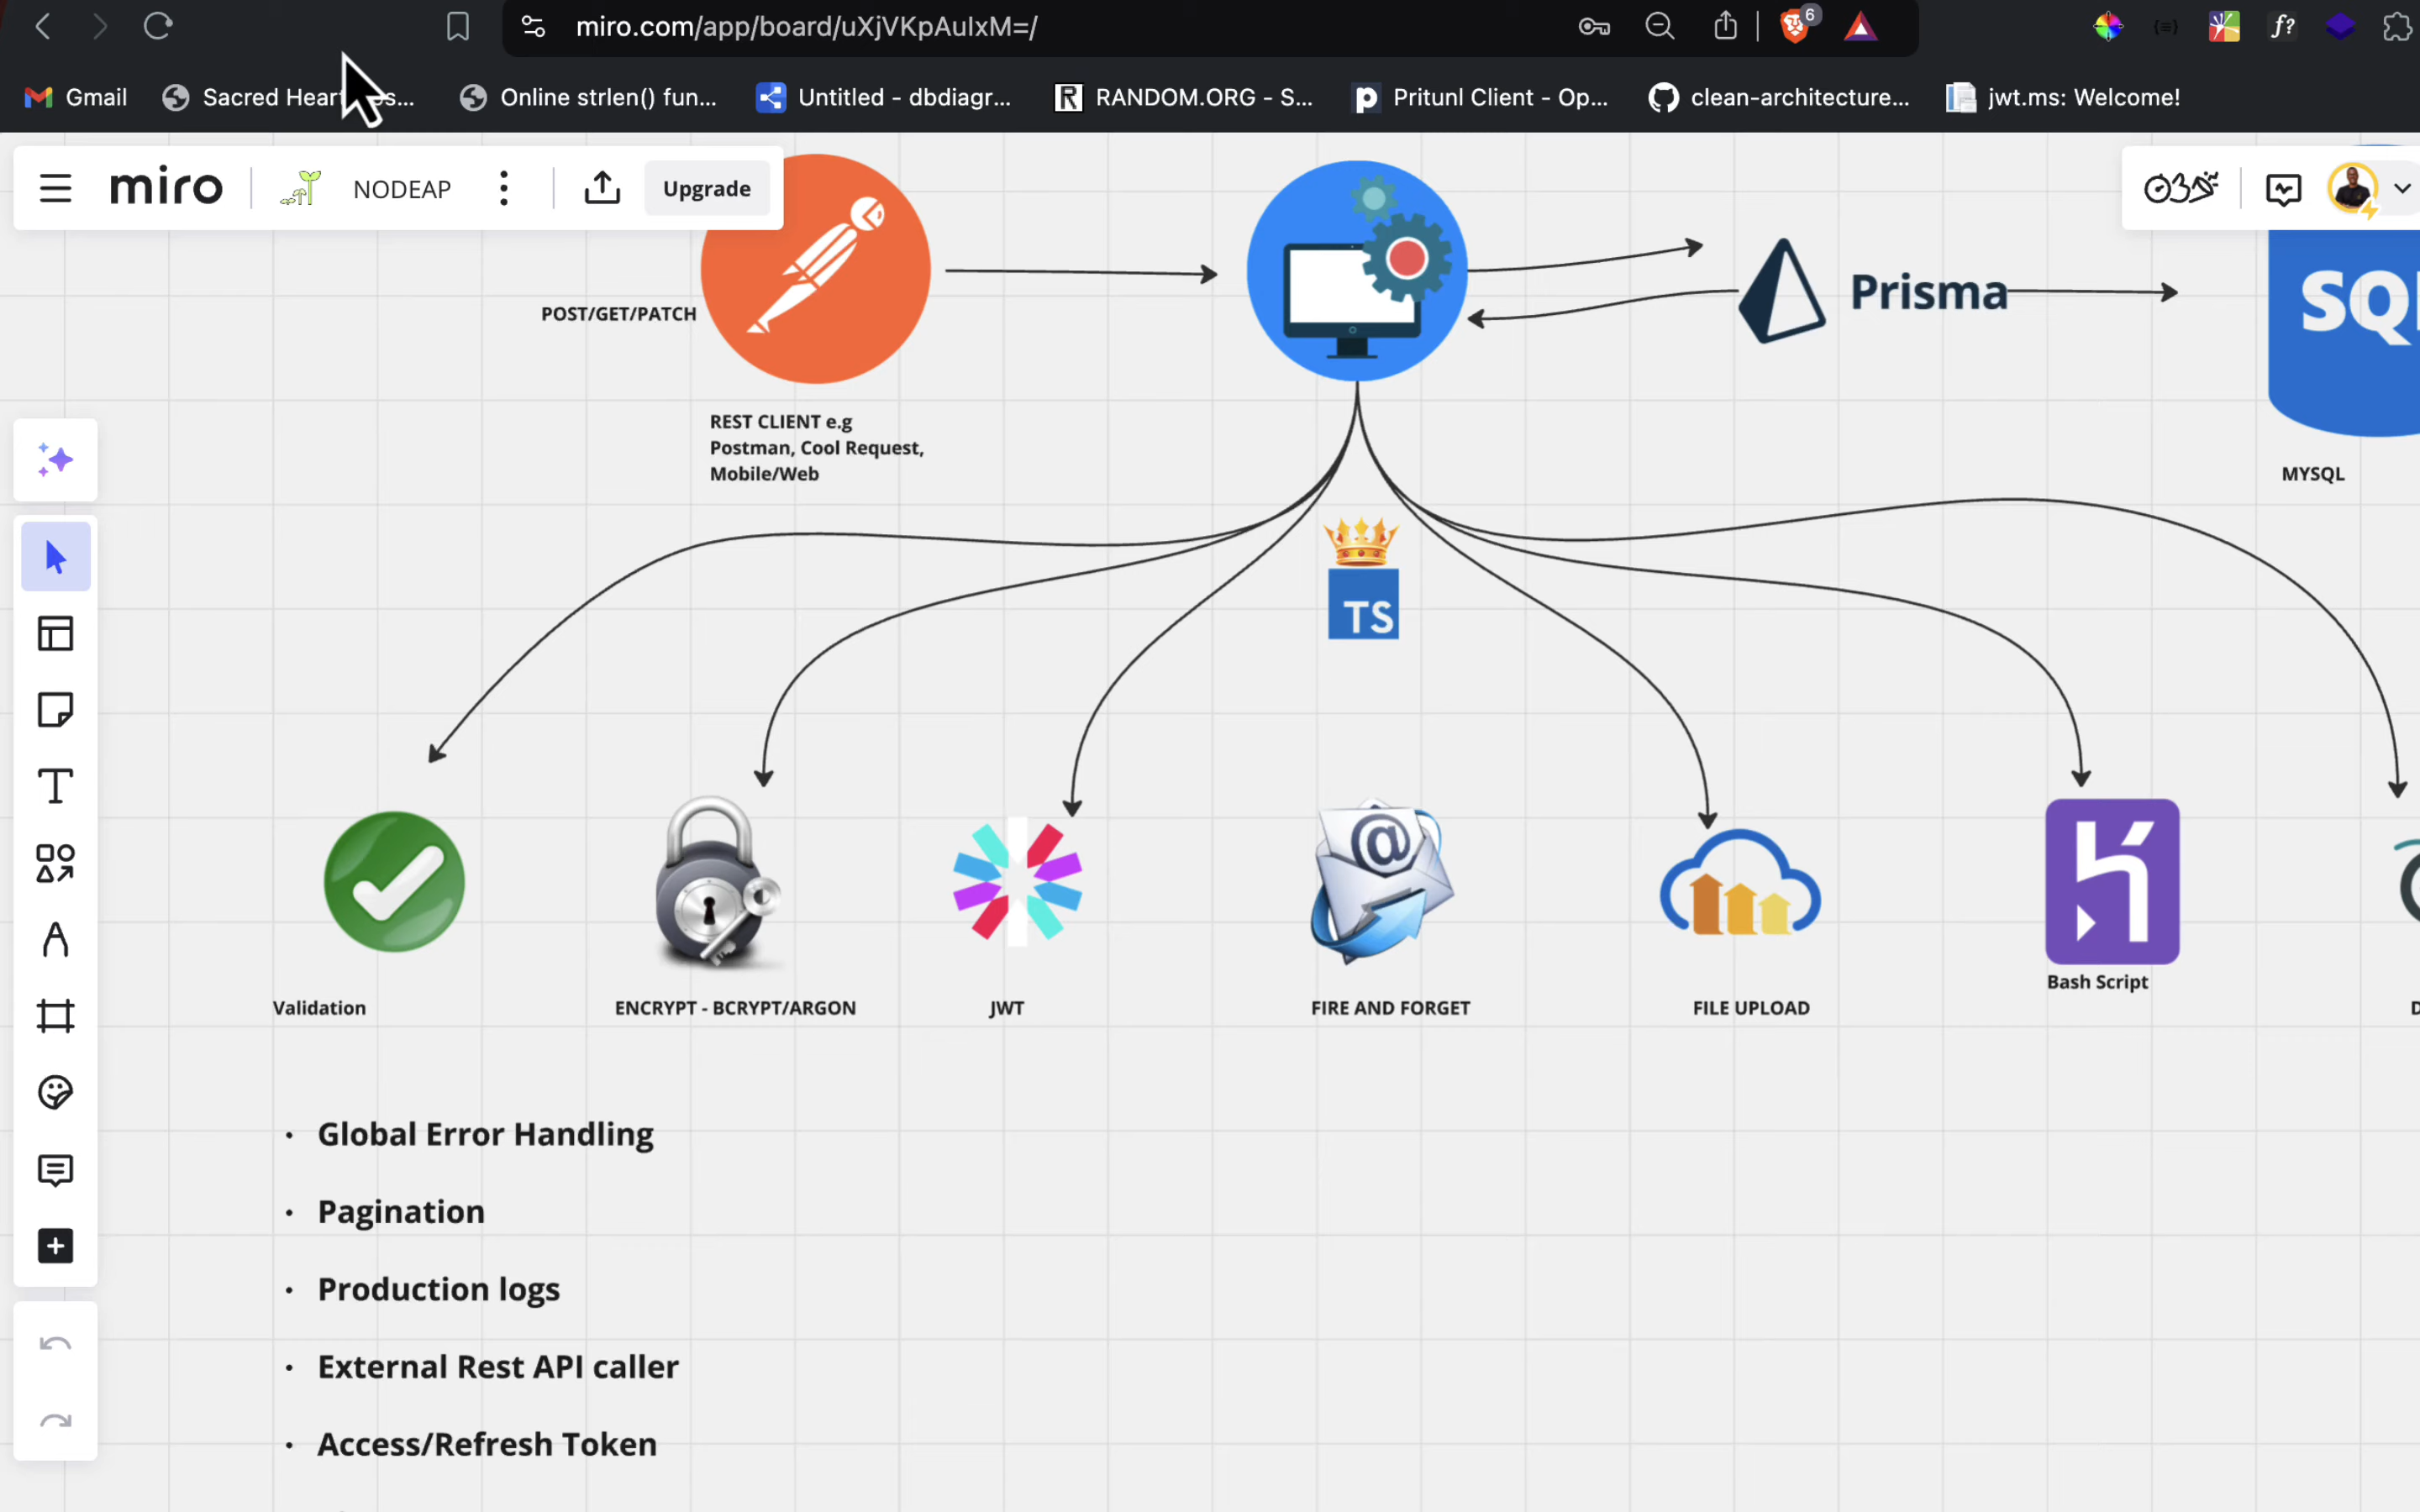 miro.com/app/board/uXjVKpAuIxM=/
6
f?
Gmail
Sacred Hear
Online strlen() fun...
Untitled - dbdiagr...
R
RANDOM.ORG - S...
p
Pritunl Client - Op...
clean-architecture...
jwt.ms: Welcome!
miro
NODEAP
Upgrade
POST/GET/PATCH
Prisma
MYSQL
REST CLIENT e.g
Postman, Cool Request,
Mobile/Web
TS
@
Validation
ENCRYPT - BCRYPT/ARGON
JWT
FIRE AND FORGET
FILE UPLOAD
Bash Script
· Global Error Handling
· Pagination
· Production logs
· External Rest API caller
· Access/Refresh Token